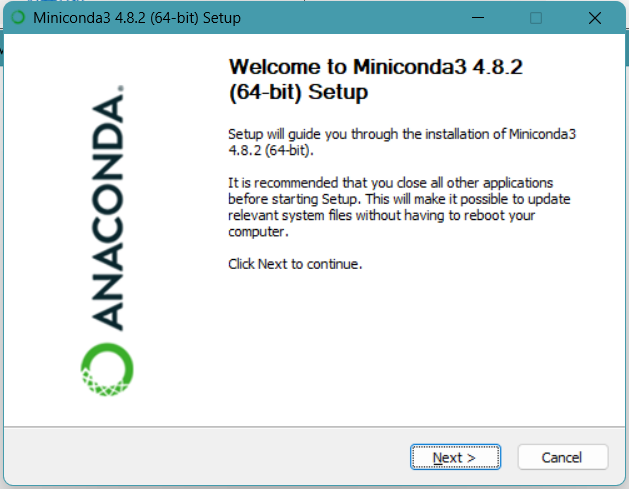 Miniconda3 4.8.2 (64-bit) Setup
Welcome to Miniconda3 4.8.2
(64-bit) Setup
Setup will guide you through the installation of Miniconda3
4.8.2 (64-bit).
It is recommended that you close all other applications
before starting Setup. This will make it possible to update
relevant system files without having to reboot your
computer.
Click Next to continue.
ANACONDA.
Next >
Cancel